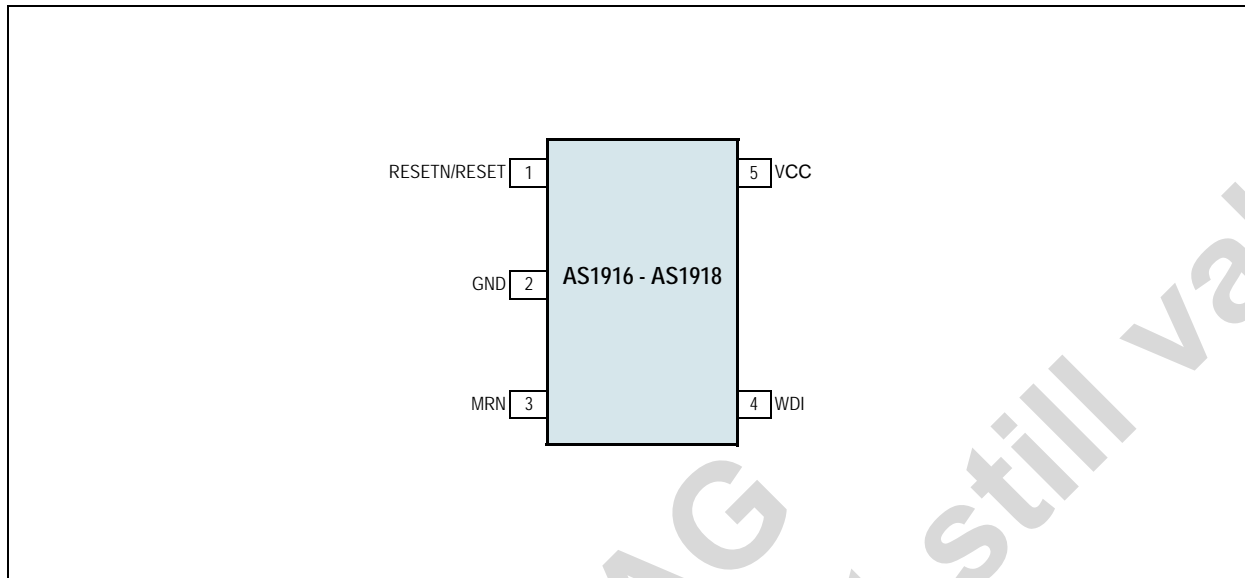 RESETN/RESET 1
5 VCC
GND 2
AS1916 - AS1918
MRN 3
4 WDI
AG
still